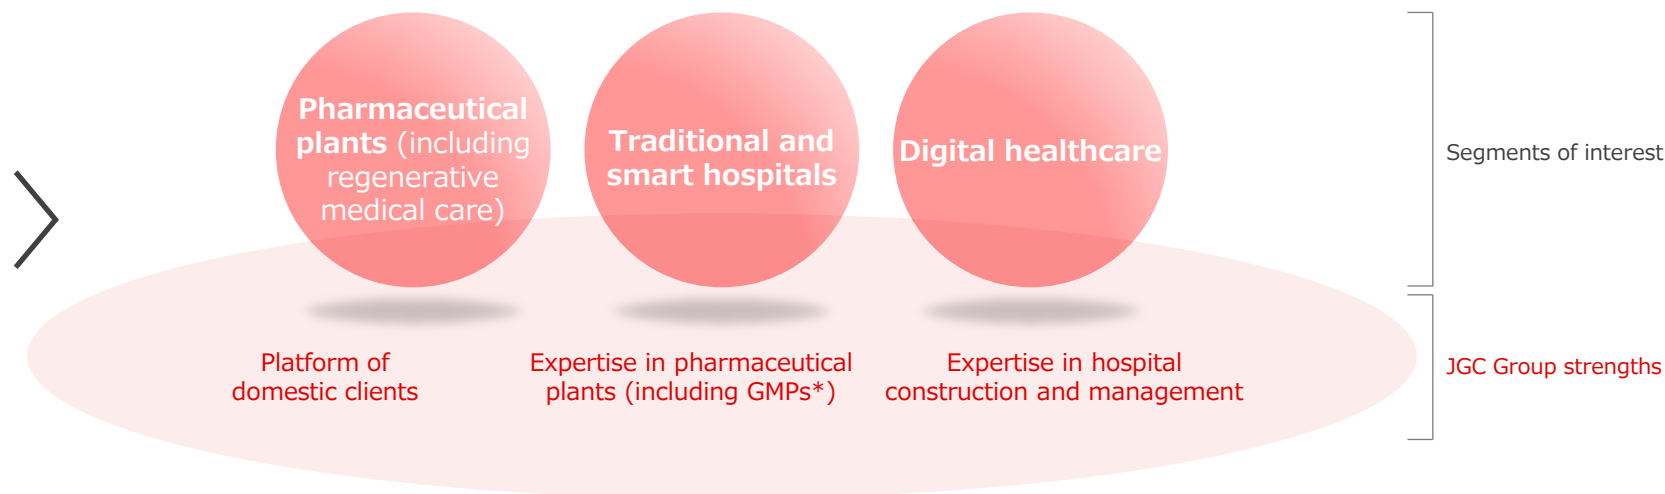 Pharmaceutical
plants (including
regenerative
medical care)
Traditional and
smart hospitals
Digital healthcare
Segments of interest
Platform of
domestic clients
Expertise in pharmaceutical
plants (including GMPs*)
Expertise in hospital
construction and management
JGC Group strengths